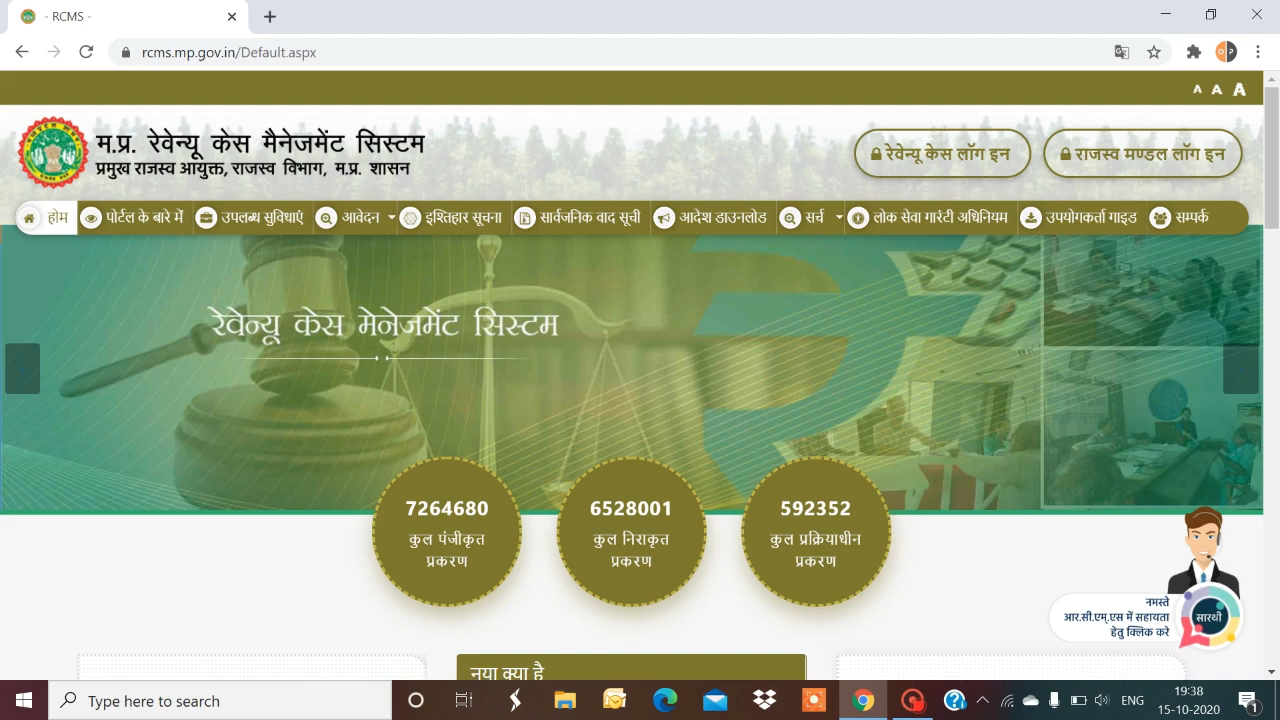 - RCMS -
rcms.mp.gov.in/Default.aspx
A A A
म.प्र. रेवेन्यू केस मैनेजमेंट सिस्टम
प्रमुख राजस्व आयुक्त, राजस्व विभाग, म.प्र. शासन
रेवेन्यू केस लॉग इन
राजस्व मण्डल लॉग इन
होम पोर्टल के बारे में उपलब्ध सुविधाएं आवेदन इश्तिहार सूचना सार्वजनिक वाद सूची आदेश डाउनलोड सर्च लोक सेवा गारंटी अधिनियम उपयोगकर्ता गाइड सम्पर्क
रेवेन्यू केस मेनेजमेंट सिस्टम
7264680
कुल पंजीकृत
प्रकरण
6528001
कुल निराकृत
प्रकरण
592352
कुल प्रक्रियाधीन
प्रकरण
नमस्ते
आर.सी.एम्.एस में सहायता
हेतु क्लिक करे
सारथी
नया क्या है
Type here to search
ENG
19:38
15-10-2020
1